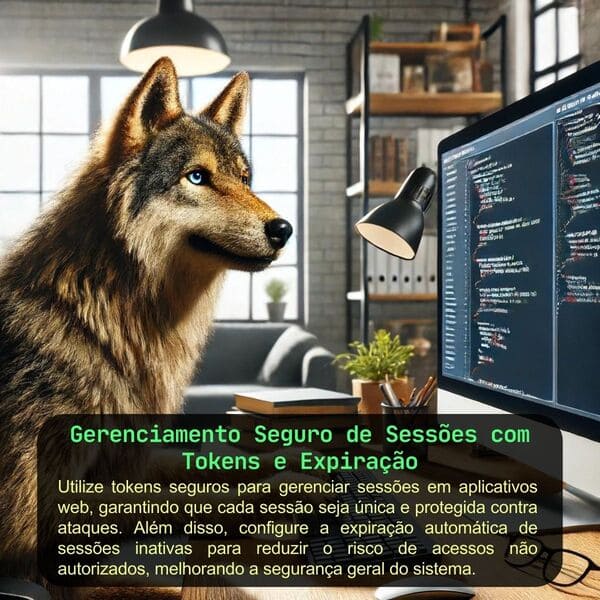 Gerenciamento Seguro de Sessões com
Tokens e Expiração
Utilize tokens seguros para gerenciar sessões em aplicativos
web, garantindo que cada sessão seja única e protegida contra
ataques. Além disso, configure a expiração automática de
sessões inativas para reduzir o risco de acessos não
autorizados, melhorando a segurança geral do sistema.